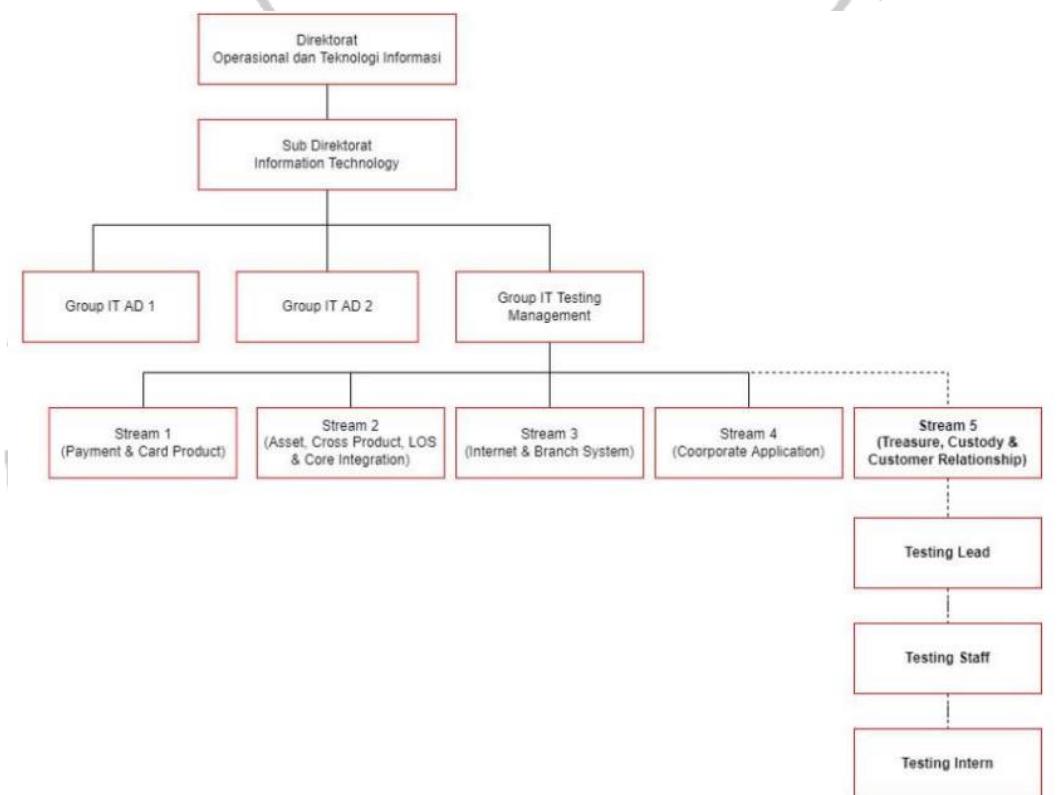 Direktorat
Operasional dan Teknologi Informasi
Sub Direktorat
Information Technology
Group IT AD 1
Group IT AD 2
Group IT Testing
Management
Stream 1
(Payment & Card Product)
Stream 2
(Asset, Cross Product, LOS
& Core Integration)
Stream 3
(Internet & Branch System)
Stream 4
(Coorporate Application)
Stream 5
(Treasure, Custody &
Customer Relationship)
Testing Lead
Testing Staff
Testing Intern